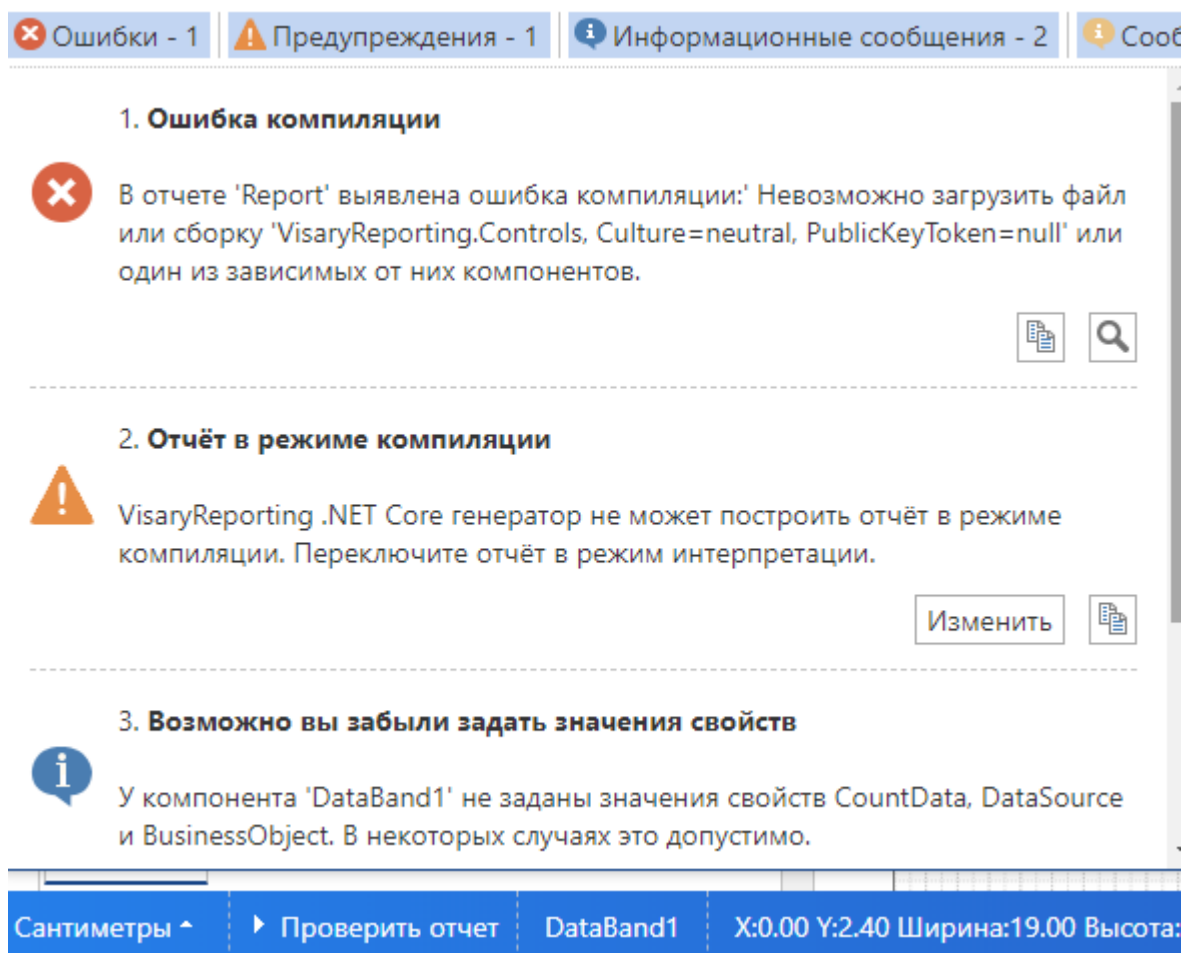 Ошибки - 1 Предупреждения - 1 Информационные сообщения - 2
1. Ошибка компиляции
В отчете 'Report' выявлена ошибка компиляции:' Невозможно загрузить файл
или сборку 'VisaryReporting.Controls, Culture=neutral, PublicKeyToken=null' или
один из зависимых от них компонентов.
2. Отчёт в режиме компиляции
VisaryReporting .NET Core генератор не может построить отчёт в режиме
компиляции. Переключите отчёт в режим интерпретации.
Изменить
3. Возможно вы забыли задать значения свойств
У компонента 'DataBand1' не заданы значения свойств CountData, DataSource
и BusinessObject. В некоторых случаях это допустимо.
Сантиметры Проверить отчет DataBand1 X:0.00 Y:2.40 Ширина:19.00 Высота: